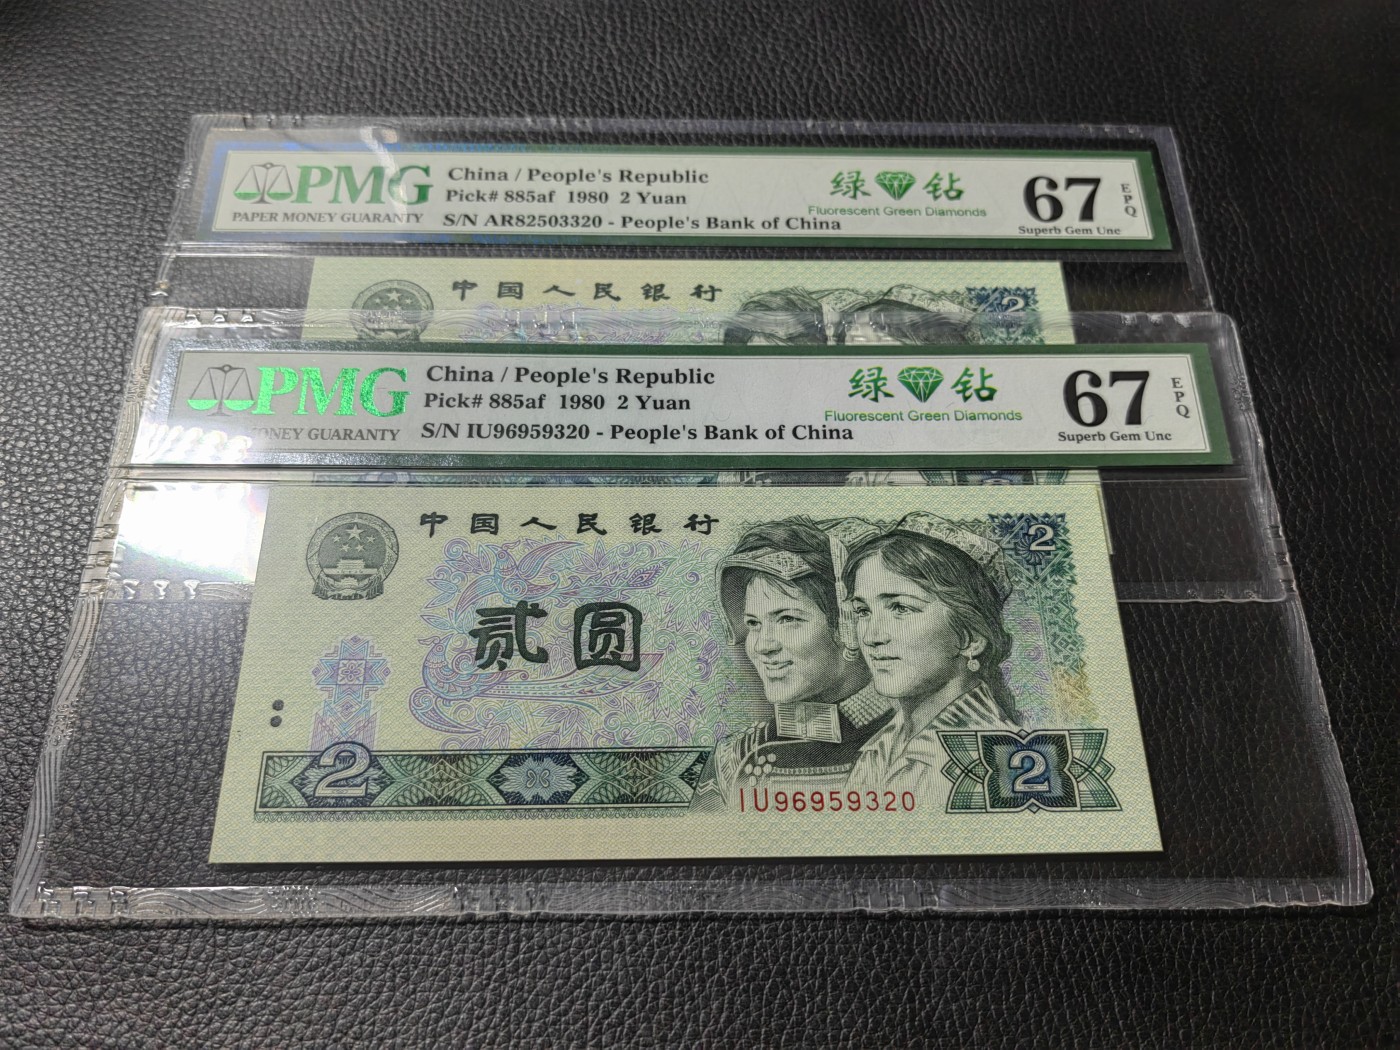 PMG
PAPER MONEY GUARANTY
China / People's Republic
Pick# 885af 1980 2 Yuan
S/N AR82503320 - People's Bank of China
绿 钻
Fluorescent Green Diamonds
67
EPQ
Superb Gem Unc
中国人民银行
2
PMG
MONEY GUARANTY
China / People's Republic
Pick# 885af 1980 2 Yuan
S/N IU96959320 - People's Bank of China
绿 钻
Fluorescent Green Diamonds
67
EPQ
Superb Gem Unc
中国人民银行
2
贰圆
2
2
IU96959320